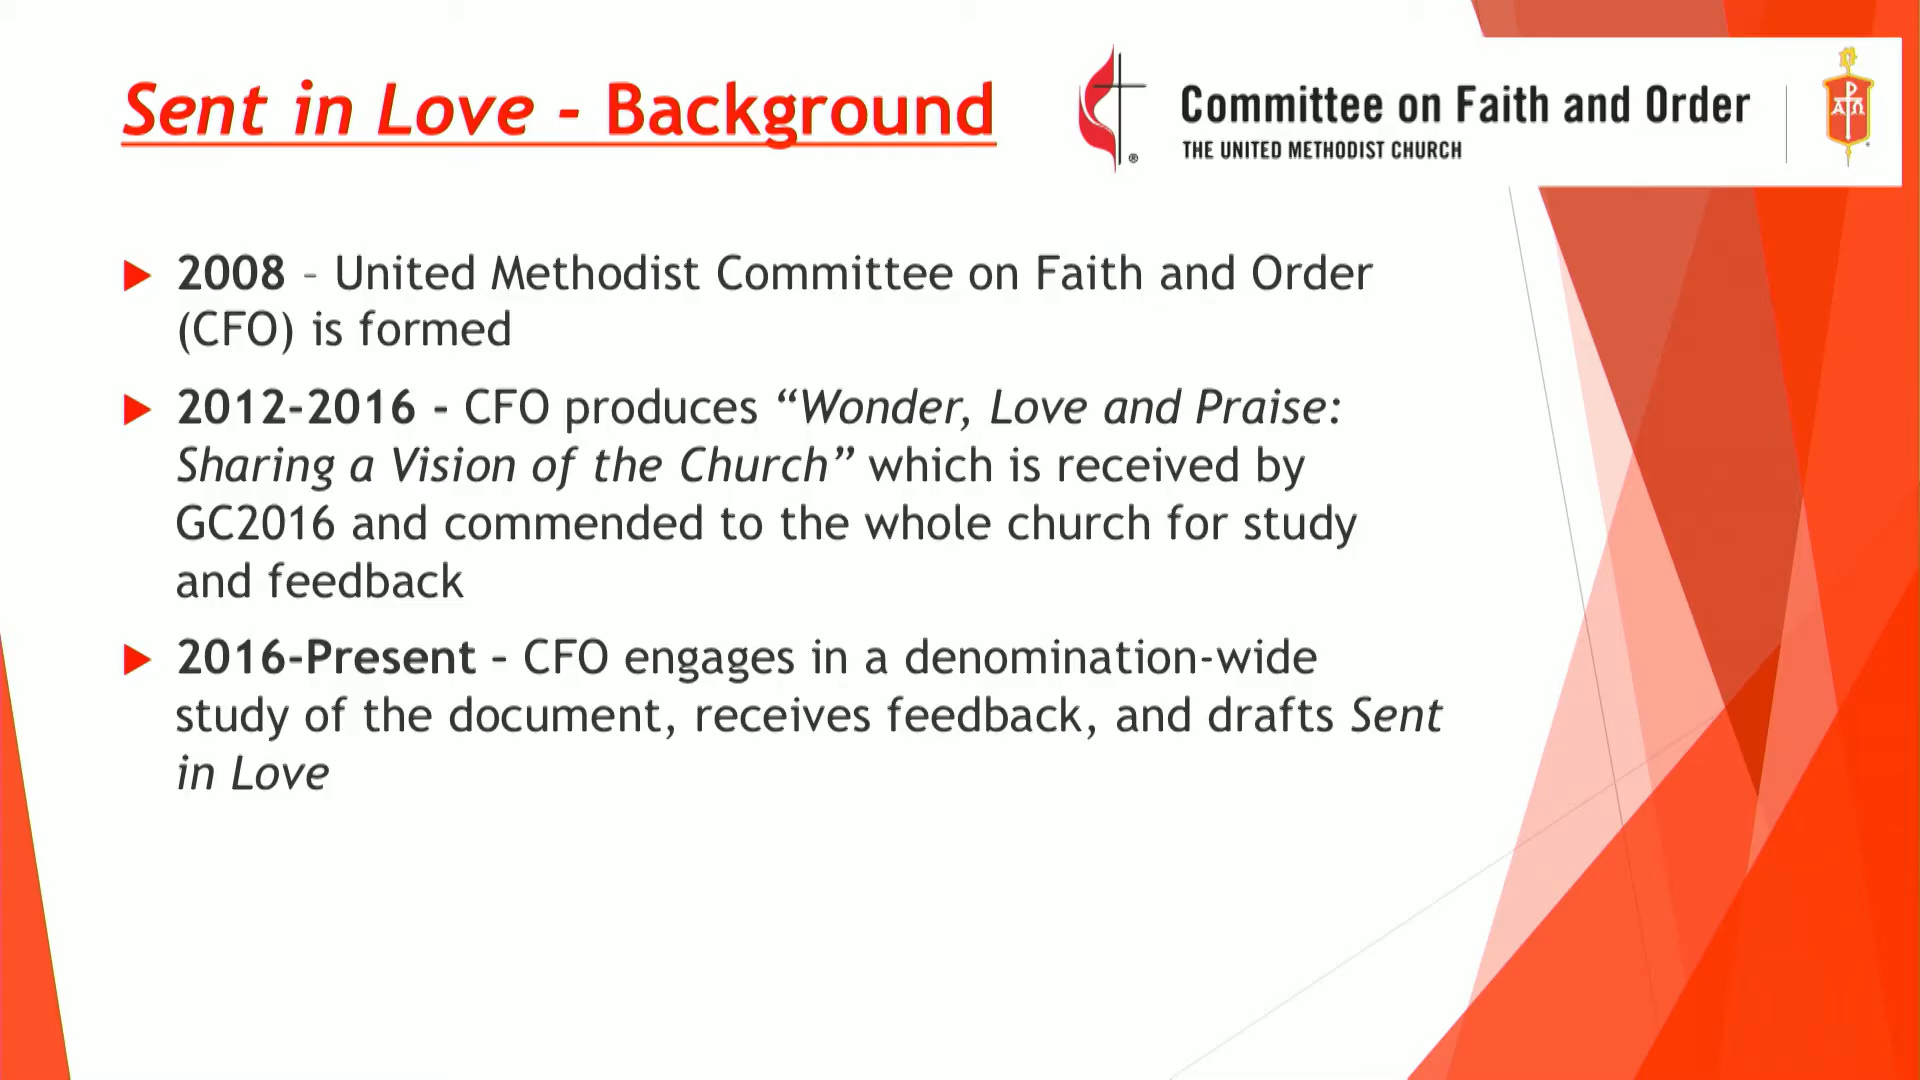 Sent in Love - Background
Committee on Faith and Order
THE UNITED METHODIST CHURCH
®
2008 – United Methodist Committee on Faith and Order
(CFO) is formed
2012-2016 - CFO produces “Wonder, Love and Praise:
Sharing a Vision of the Church” which is received by
GC2016 and commended to the whole church for study
and feedback
2016-Present – CFO engages in a denomination-wide
study of the document, receives feedback, and drafts Sent
in Love